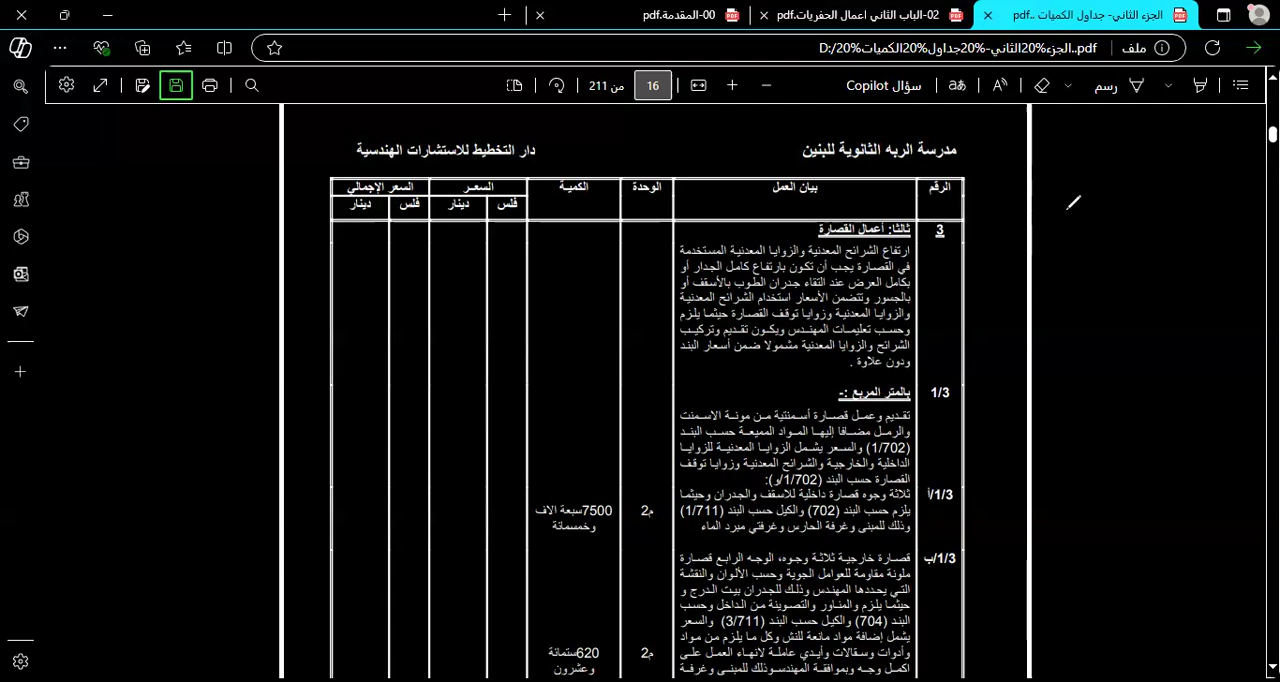 الجزء الثاني- جداول الكميات ..pdf
02-الباب الثاني اعمال الحفريات.pdf
00-المقدمة.pdf
ملف
D:/الجزء%20الثاني-%20جداول%20الكميات%20..pdf
16
من 211
سؤال Copilot
رسم
مدرسة الربه الثانوية للبنين
دار التخطيط للاستشارات الهندسية
الرقم
بيان العمل
الوحدة
الكمية
السعر
السعر الإجمالي
فلس
دينار
فلس
دينار
3
ثالثا: أعمال القصارة
ارتفاع الشرائح المعدنية والزوايا المعدنية المستخدمة
في القصارة يجب أن تكون بارتفاع كامل الجدار أو
بكامل العرض عند التقاء جدران الطوب بالأسقف أو
بالجسور وتتضمن الأسعار استخدام الشرائح المعدنية
والزوايا المعدنية وزوايا توقف القصارة حيثما يلزم
وحسب تعليمات المهندس ويكون تقديم وتركيب
الشرائح والزوايا المعدنية مشمولا ضمن أسعار البند
ودون علاوة .
1/3
بالمتر المربع :-
تقديم وعمل قصارة أسمنتية من مونة الاسمنت
والرمل مضافا إليها المواد المميعة حسب البند
(1/702) والسعر يشمل الزوايا المعدنية للزوايا
الداخلية والخارجية والشرائح المعدنية وزوايا توقف
القصارة حسب البند (1/702/و):
1/3/أ
ثلاثة وجوه قصارة داخلية للاسقف والجدران وحيثما
يلزم حسب البند (702) والكيل حسب البند (1/711)
وذلك للمبنى وغرفة الحارس وغرفتي مبرد الماء
م2
7500سبعة الاف
وخمسمائة
1/3/ب
قصارة خارجية ثلاثة وجوه، الوجه الرابع قصارة
ملونة مقاومة للعوامل الجوية وحسب الألوان والنقشة
التي يحددها المهندس وذلك للجدران بيت الدرج و
حيثما يلزم والمناور والتصوينة من الداخل وحسب
البند (704) والكيل حسب البند (3/711) والسعر
يشمل إضافة مواد مانعة للنش وكل ما يلزم من مواد
وأدوات وسقالات وأيدي عاملة لانهاء العمل على
اكمل وجه وبموافقة المهندسوذلك للمبنى وغرفة
م2
620ستمائة
وعشرون